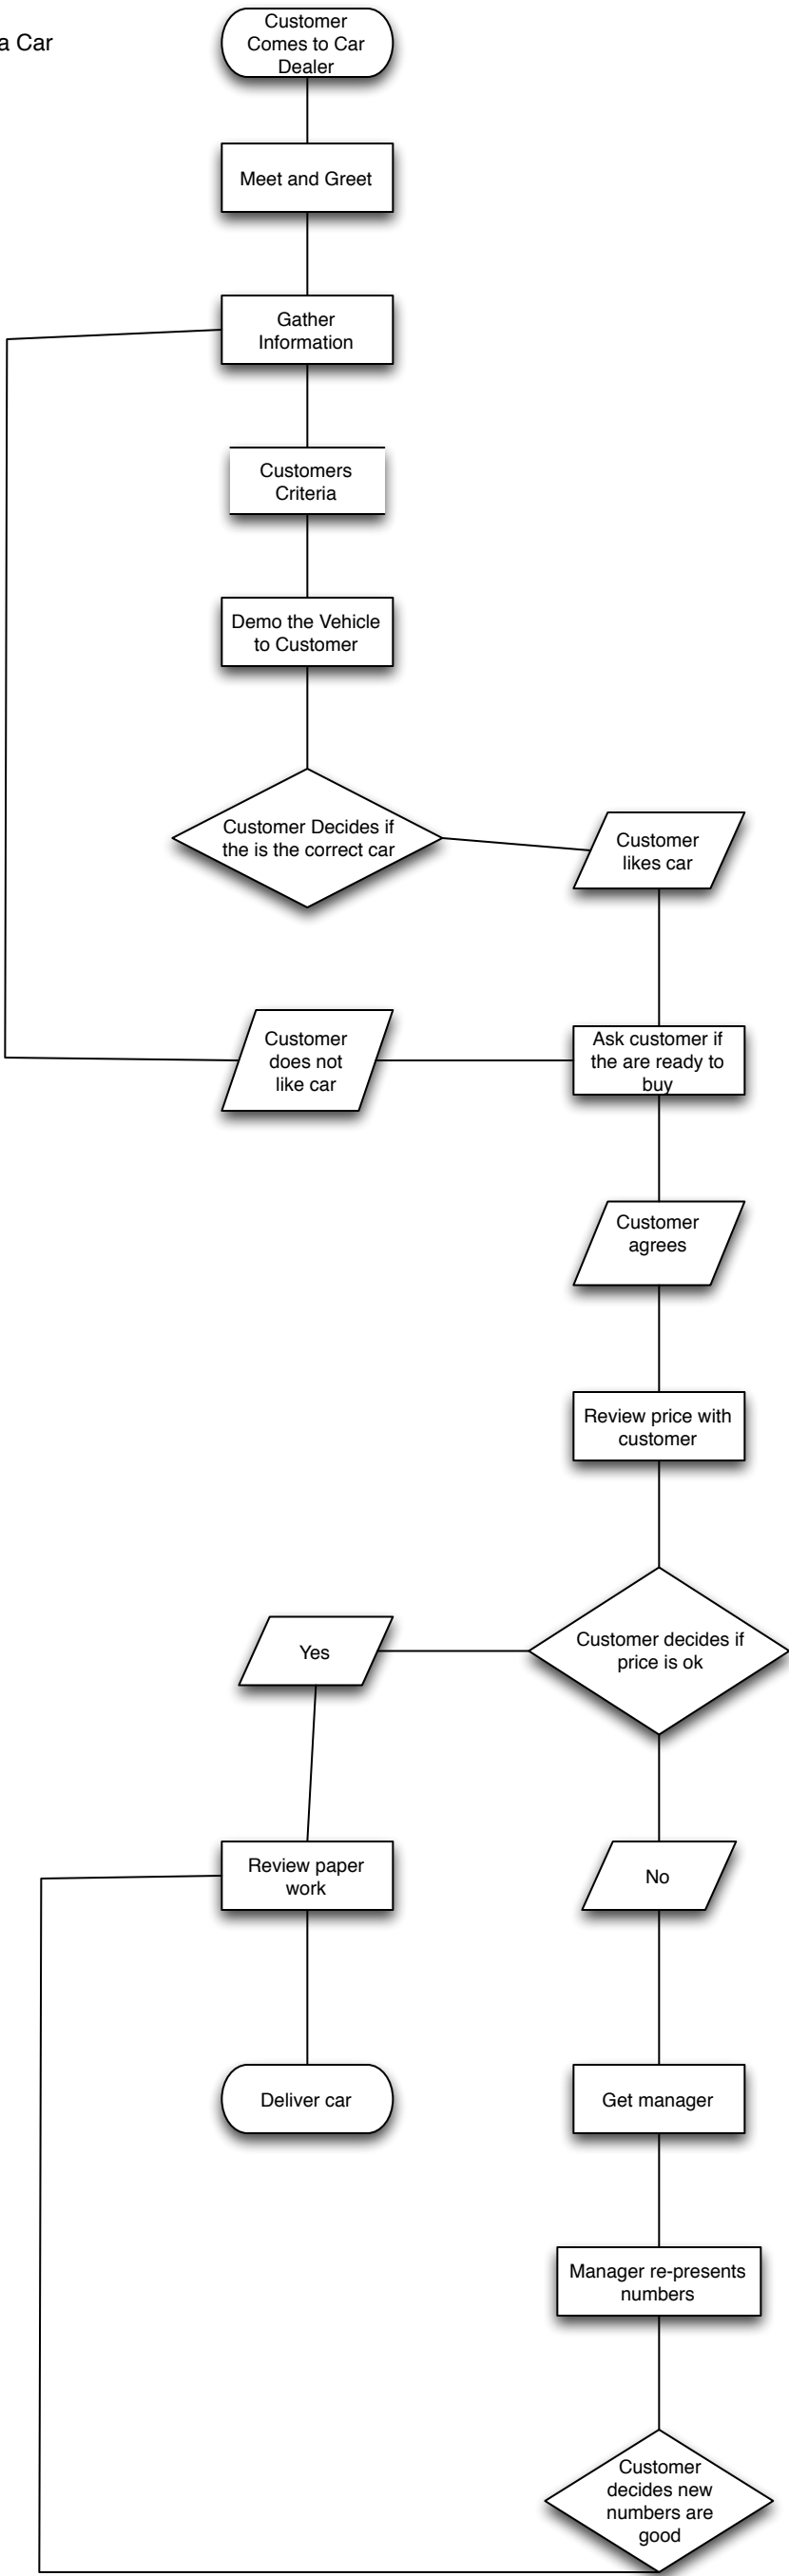 a Car
Customer
Comes to Car
Dealer
Meet and Greet
Gather
Information
Customers
Criteria
Demo the Vehicle
to Customer
Customer Decides if
the is the correct car
Customer
likes car
Customer
does not
like car
Ask customer if
the are ready to
buy
Customer
agrees
Review price with
customer
Customer decides if
price is ok
Yes
No
Review paper
work
Deliver car
Get manager
Manager re-presents
numbers
Customer
decides new
numbers are
good